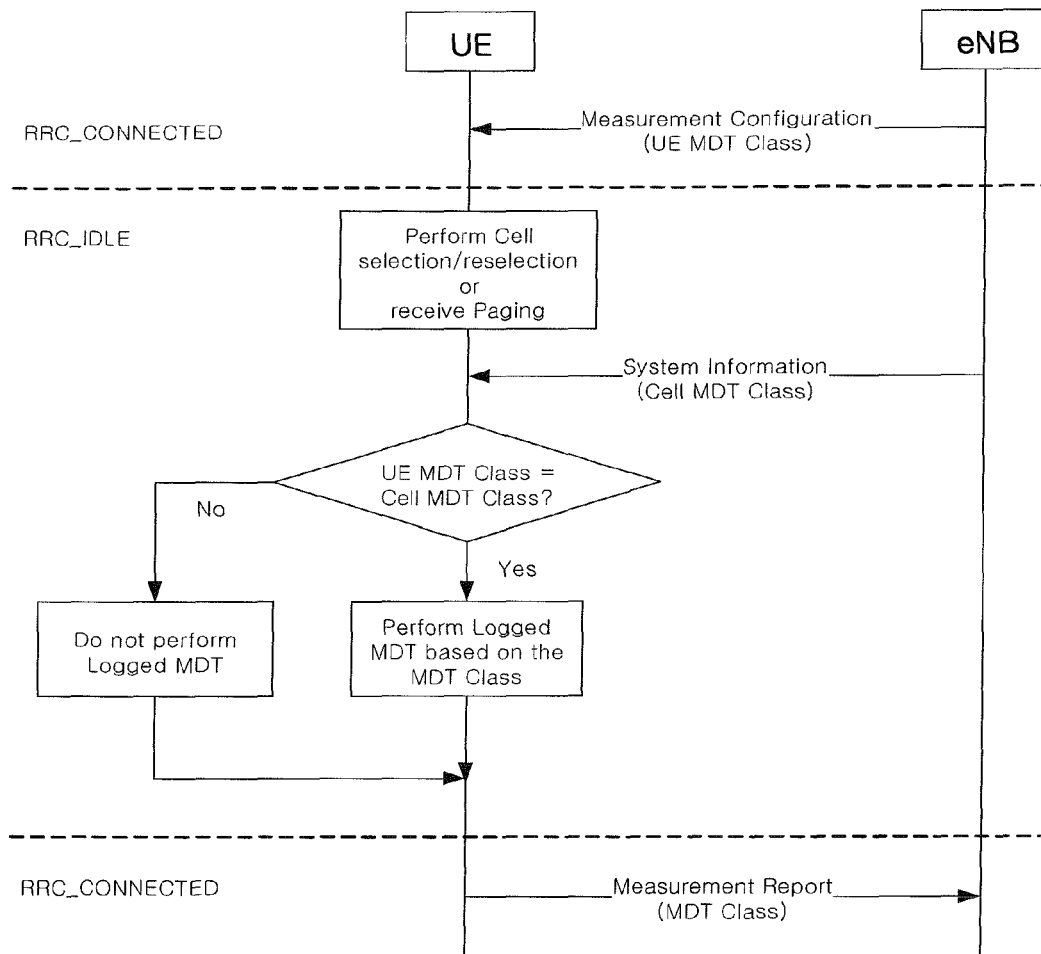 UE
eNB
RRC_CONNECTED
Measurement Configuration
(UE MDT Class)
RRC_IDLE
Perform Cell
selection/reselection
or
receive Paging
System Information
(Cell MDT Class)
UE MDT Class =
Cell MDT Class?
No
Yes
Do not perform
Logged MDT
Perform Logged
MDT based on the
MDT Class
RRC_CONNECTED
Measurement Report
(MDT Class)